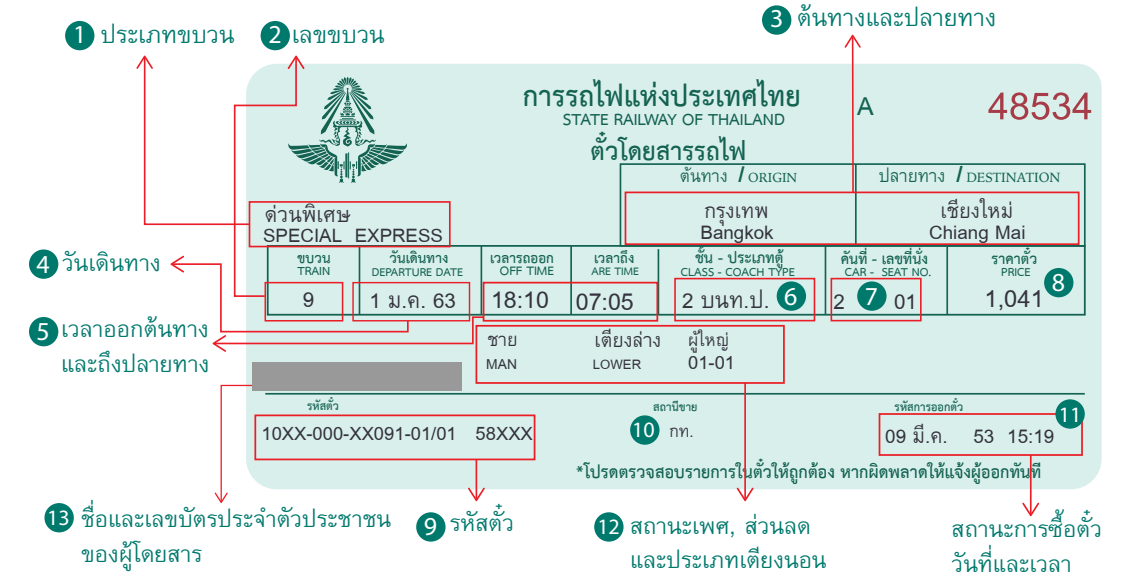 3 ต้นทางและปลายทาง
1 ประเภทขบวน 2 เลขขบวน
การรถไฟแห่งประเทศไทย
STATE RAILWAY OF THAILAND
A 48534
ตั๋วโดยสารรถไฟ
ต้นทาง / ORIGIN ปลายทาง / DESTINATION
ด่วนพิเศษ กรุงเทพ เชียงใหม่
SPECIAL EXPRESS Bangkok Chiang Mai
4 วันเดินทาง
ขบวน วันเดินทาง เวลารถออก เวลาถึง ชั้น - ประเภทตู้ คันที่ - เลขที่นั่ง ราคาตั๋ว
TRAIN DEPARTURE DATE OFF TIME ARE TIME CLASS - COACH TYPE CAR - SEAT NO. PRICE
9 1 ม.ค. 63 18:10 07:05 2 บนท.ป. 6 2 7 01 1,041 8
5 เวลาออกต้นทาง
และถึงปลายทาง
ชาย เตียงล่าง ผู้ใหญ่
MAN LOWER 01-01
รหัสตั๋ว สถานีขาย รหัสการออกตั๋ว 11
10XX-000-XX091-01/01 58XXX 10 กท. 09 มี.ค. 53 15:19
*โปรดตรวจสอบรายการในตั๋วให้ถูกต้อง หากผิดพลาดให้แจ้งผู้ออกทันที
13 ชื่อและเลขบัตรประจำตัวประชาชน
ของผู้โดยสาร
9 รหัสตั๋ว
12 สถานะเพศ, ส่วนลด
และประเภทเตียงนอน
สถานะการซื้อตั๋ว
วันที่และเวลา